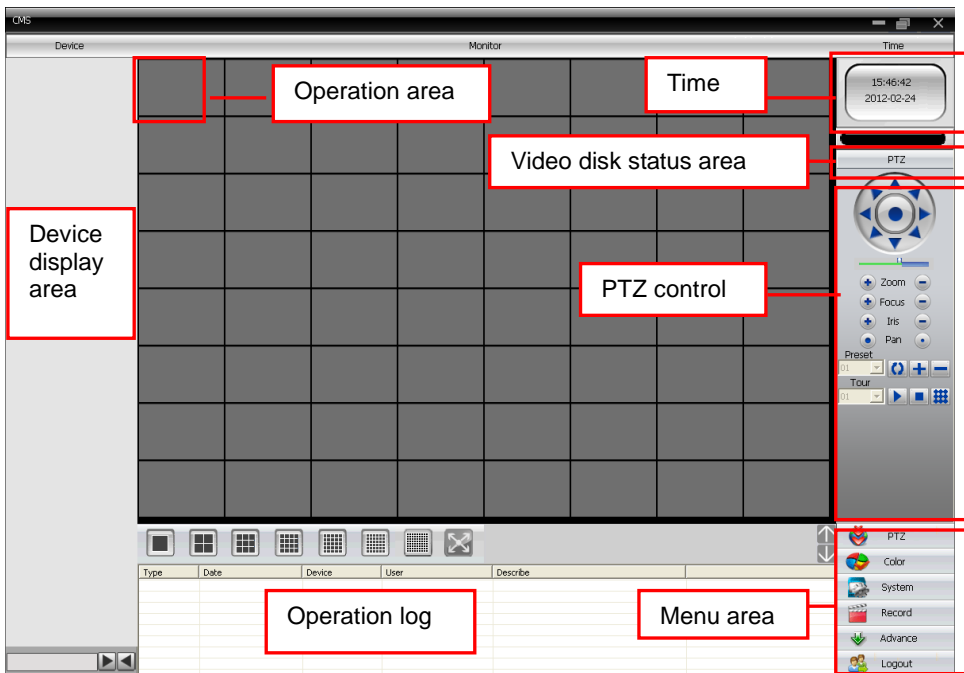 CMS
Device
Monitor
Time
Operation area
Time
15:46:42
2012-02-24
Video disk status area
PTZ
Device
display
area
PTZ control
Zoom
Focus
Iris
Pan
Preset
01
Tour
01
PTZ
Color
System
Record
Advance
Logout
Type Date Device User Describe
Operation log
Menu area